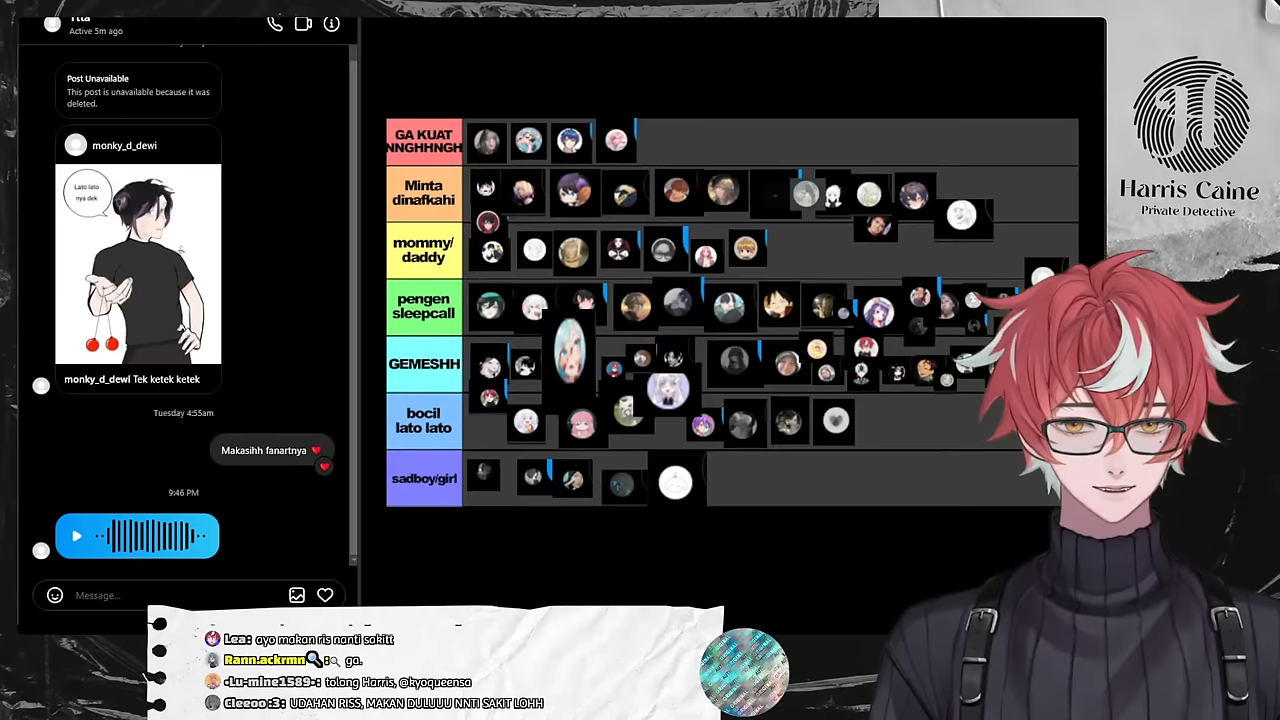 Active 5m ago
Post Unavailable
This post is unavailable because it was
deleted.
monky_d_dewi
Lato lato
nya dek
monky_d_dewi Tek ketek ketek
Tuesday 4:55am
Makasihh fanartnya ❤
9:46 PM
Message...
GA KUAT
NNGHHNGH
Minta
dinafkahi
mommy/
daddy
pengen
sleepcall
GEMESHH
bocil
lato lato
sadboy/girl
Harris Caine
Private Detective
Lea: ayo makan ris nanti sakitt
Rann.ackrmn🔍: ga.
-Lu-mine1589-: tolong Harris, @kyoqueensa
Cleeoo:3: UDAHAN RISS, MAKAN DULUUU NNTI SAKIT LOHH